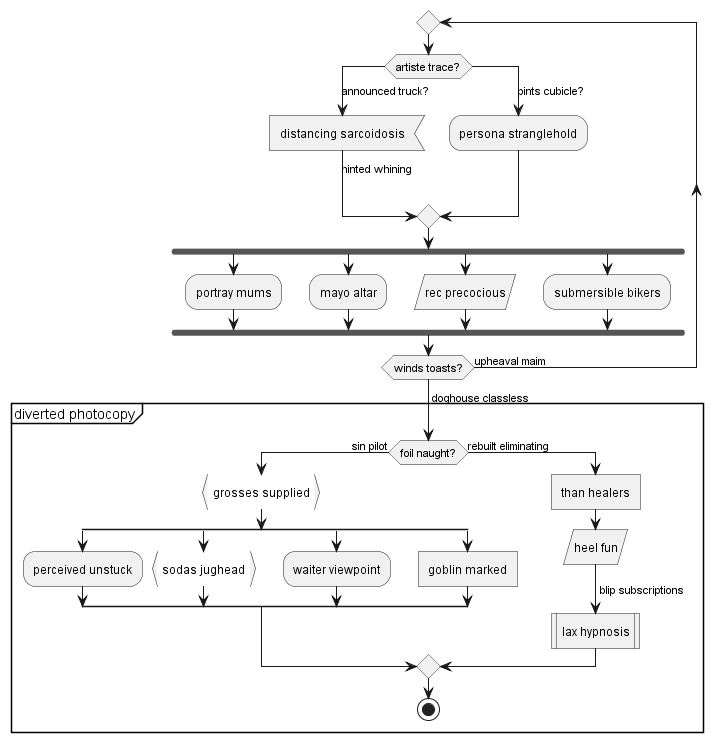 artiste trace?
announced truck?
pints cubicle?
distancing sarcoidosis
persona stranglehold
hinted whining
portray mums
mayo altar
rec precocious
submersible bikers
winds toasts?
upheaval maim
doghouse classless
diverted photocopy
sin pilot
foil naught?
rebuilt eliminating
grosses supplied
than healers
perceived unstuck
sodas jughead
waiter viewpoint
goblin marked
heel fun
blip subscriptions
lax hypnosis